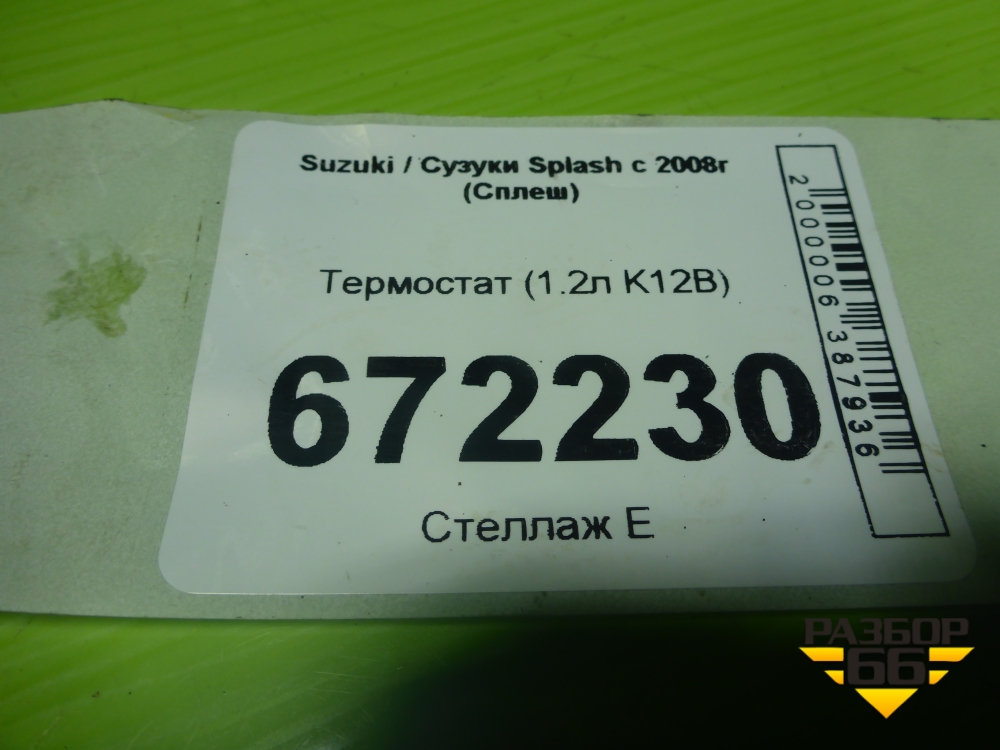 Suzuki / Сузуки Splash с 2008г
(Сплеш)
Термостат (1.2л K12B)
672230
Стеллаж Е
2000006387936
РАЗБОР
66